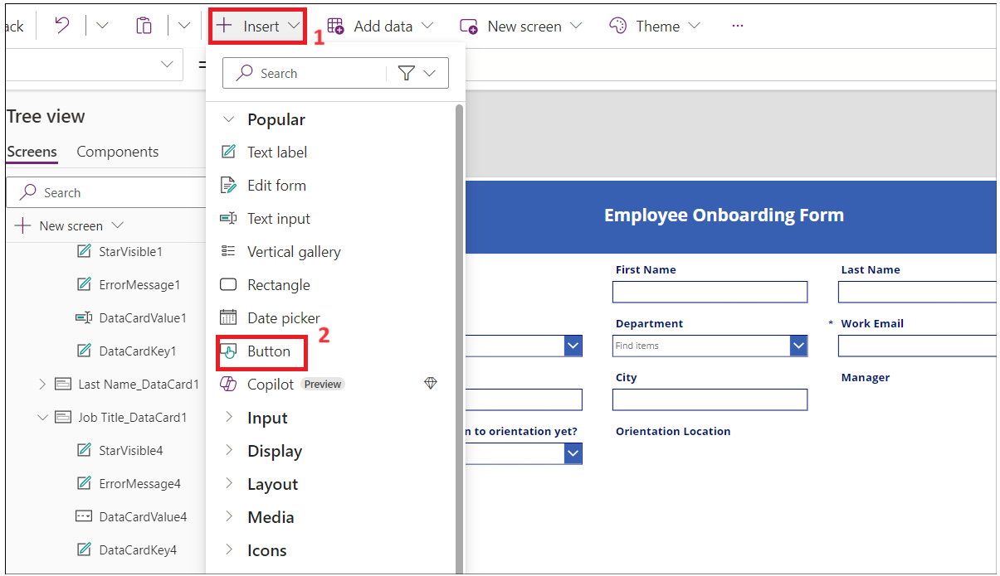 ack
Insert
1
Add data
New screen
Theme
...
=
Search
Tree view
Screens
Components
Search
New screen
StarVisible1
ErrorMessage1
DataCardValue1
DataCardKey1
Last Name_DataCard1
Job Title_DataCard1
StarVisible4
ErrorMessage4
DataCardValue4
DataCardKey4
Popular
Text label
Edit form
Text input
Vertical gallery
Rectangle
Date picker
2
Button
Copilot Preview
Input
Display
Layout
Media
Icons
Employee Onboarding Form
First Name
Last Name
Department
* Work Email
Find items
City
Manager
m to orientation yet?
Orientation Location